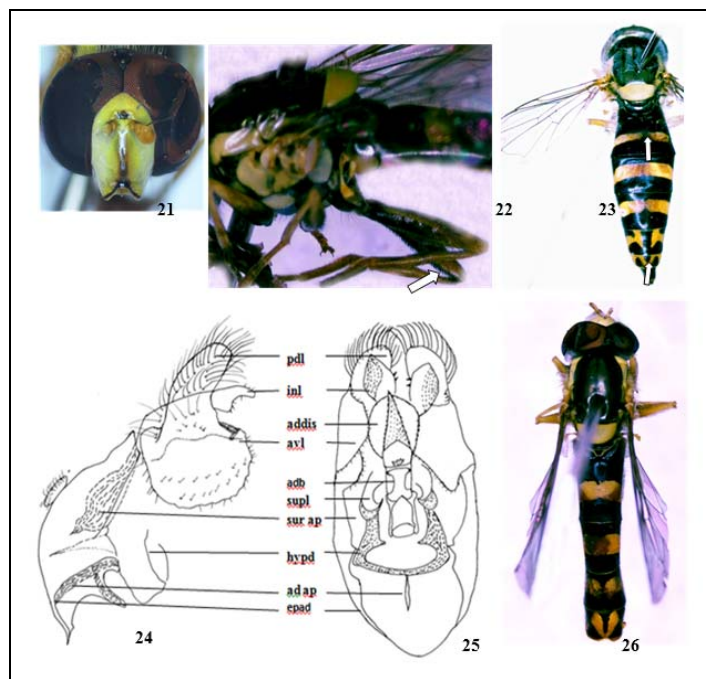 21
22
23
pdl
inl
addis
avl
adb
supl
sur ap
hypd
ad ap
epad
24
25
26